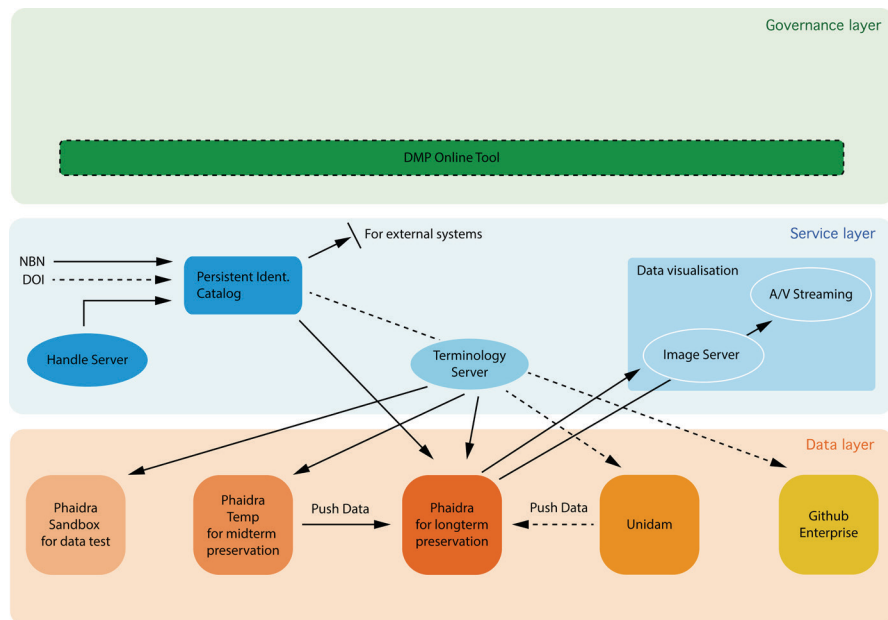 Governance layer
DMP Online Tool
Service layer
For external systems
NBN
DOI
Persistent Ident.
Catalog
Handle Server
Terminology
Server
Data visualisation
A/V Streaming
Image Server
Data layer
Phaidra
Sandbox
for data test
Phaidra
Temp
for midterm
preservation
Push Data
Phaidra
for longterm
preservation
Push Data
Unidam
Github
Enterprise